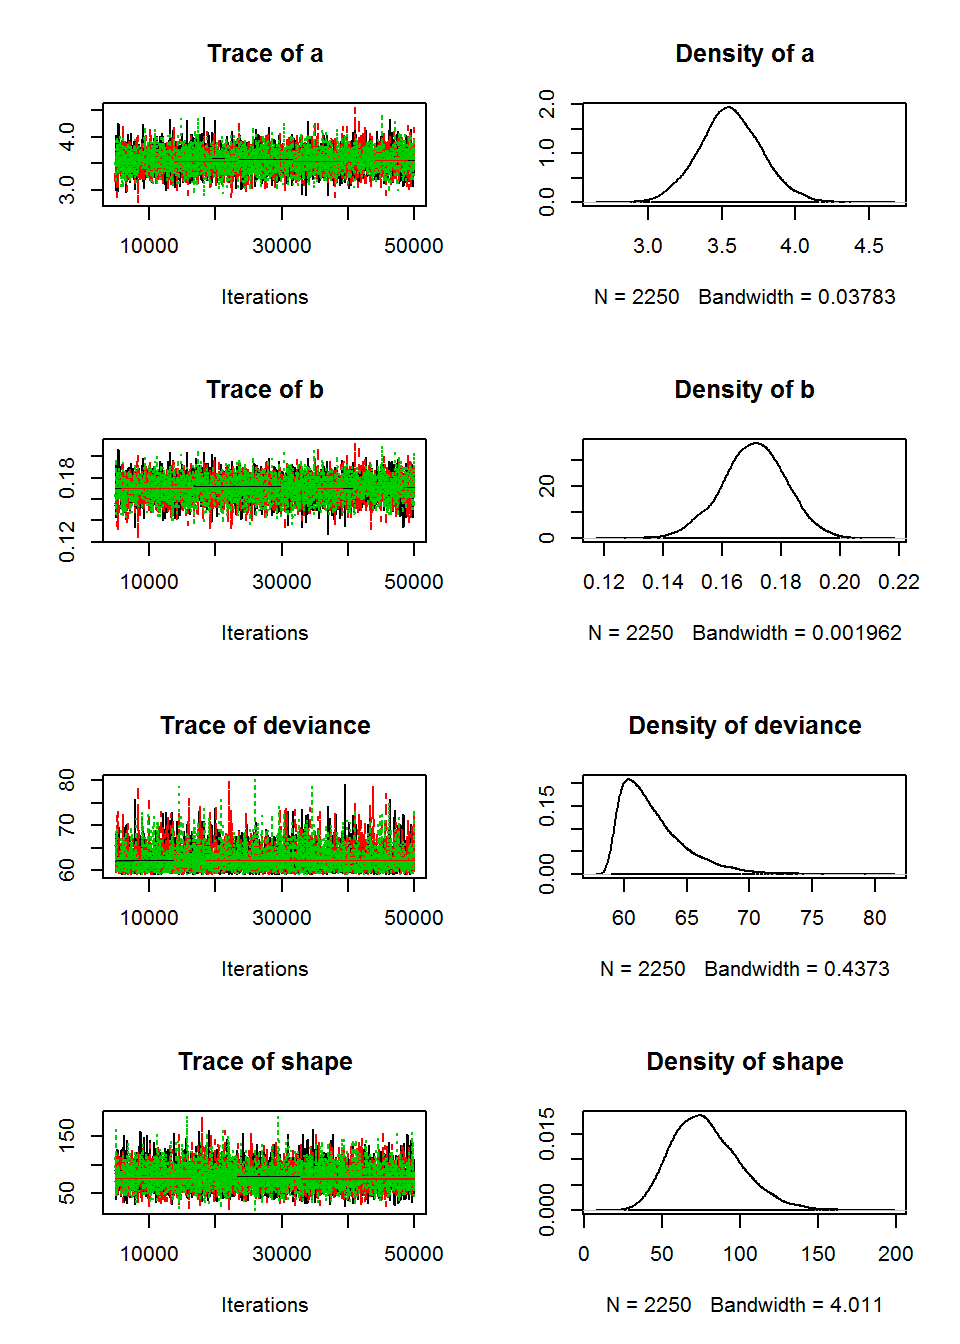 Trace of a
Density of a
3.0 4.0
10000 30000 50000
Iterations
0.0 1.0 2.0
3.0 3.5 4.0 4.5
N = 2250 Bandwidth = 0.03783
Trace of b
Density of b
0.12 0.18
10000 30000 50000
Iterations
0 20
0.12 0.14 0.16 0.18 0.20 0.22
N = 2250 Bandwidth = 0.001962
Trace of deviance
Density of deviance
60 70 80
10000 30000 50000
Iterations
0.00 0.15
60 65 70 75 80
N = 2250 Bandwidth = 0.4373
Trace of shape
Density of shape
50 150
10000 30000 50000
Iterations
0.000 0.015
0 50 100 150 200
N = 2250 Bandwidth = 4.011